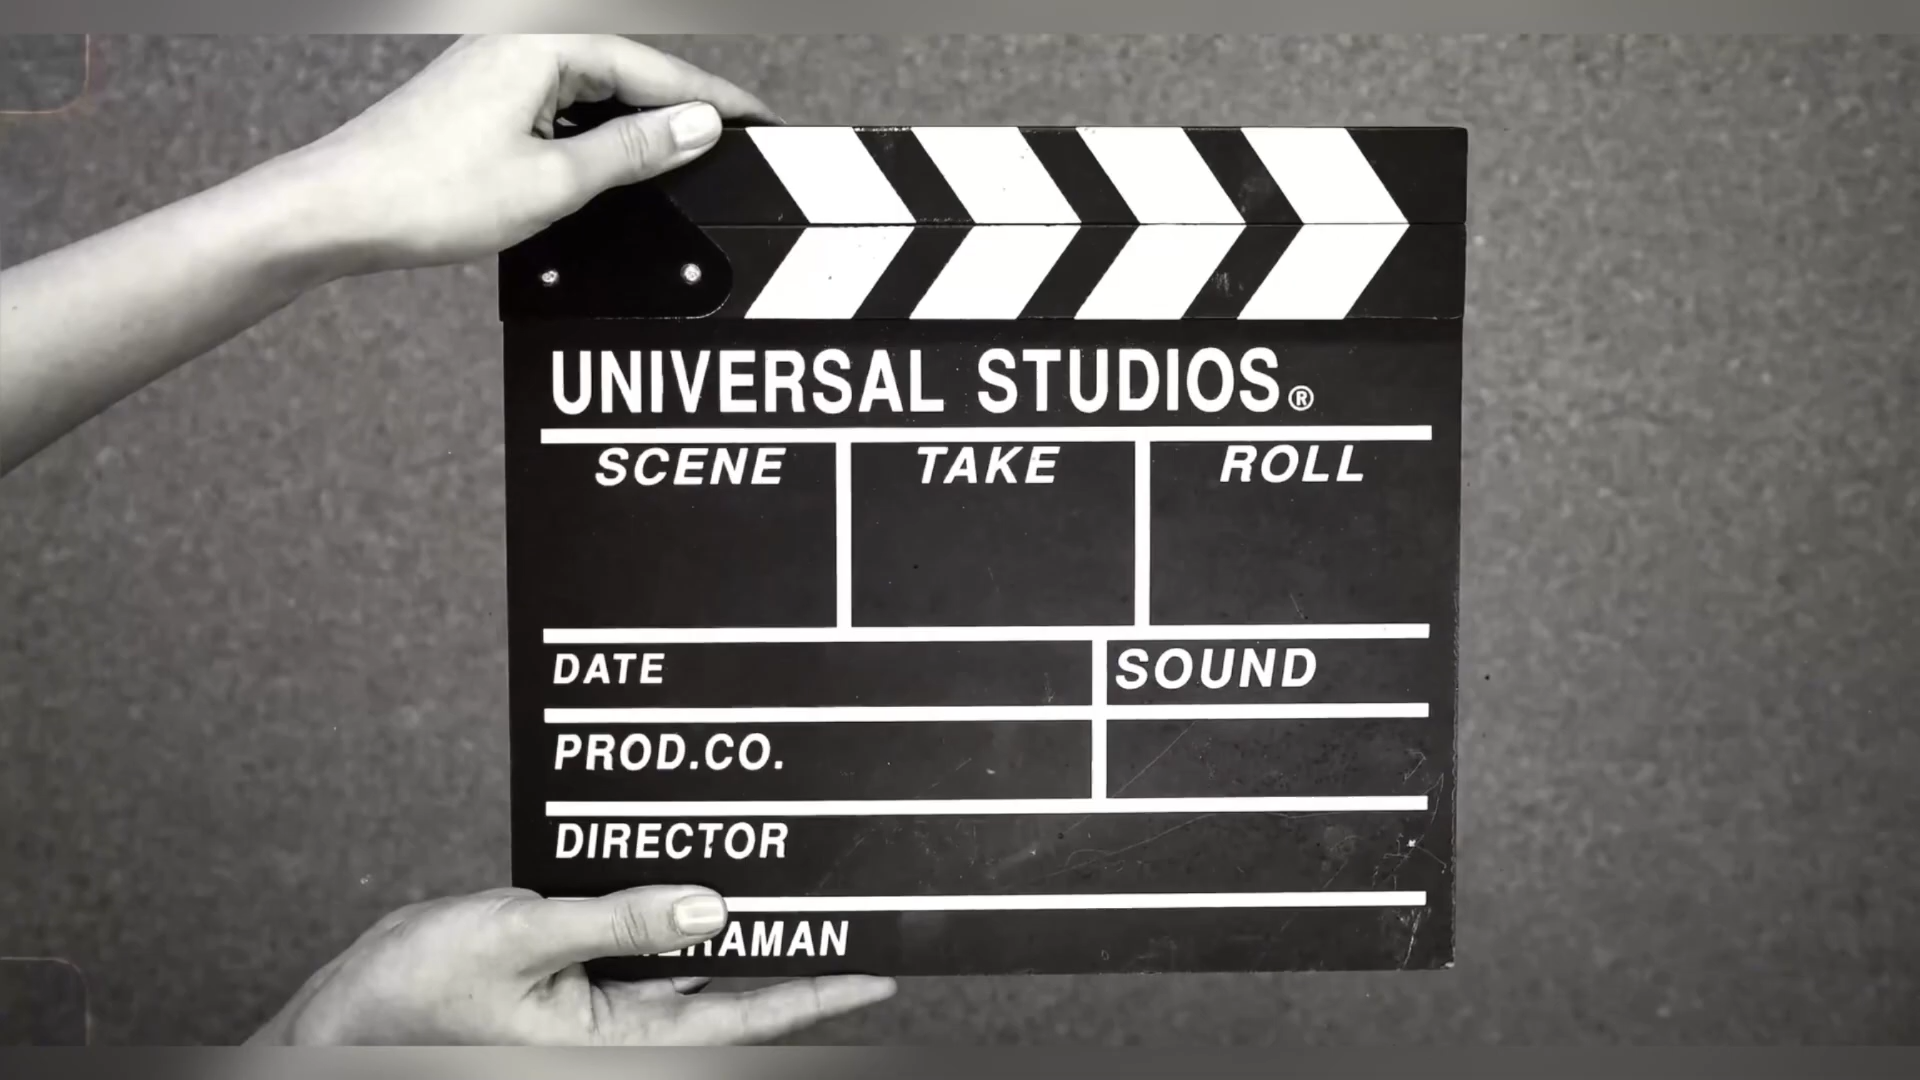 UNIVERSAL STUDIOS®
SCENE TAKE ROLL
DATE SOUND
PROD.CO.
DIRECTOR